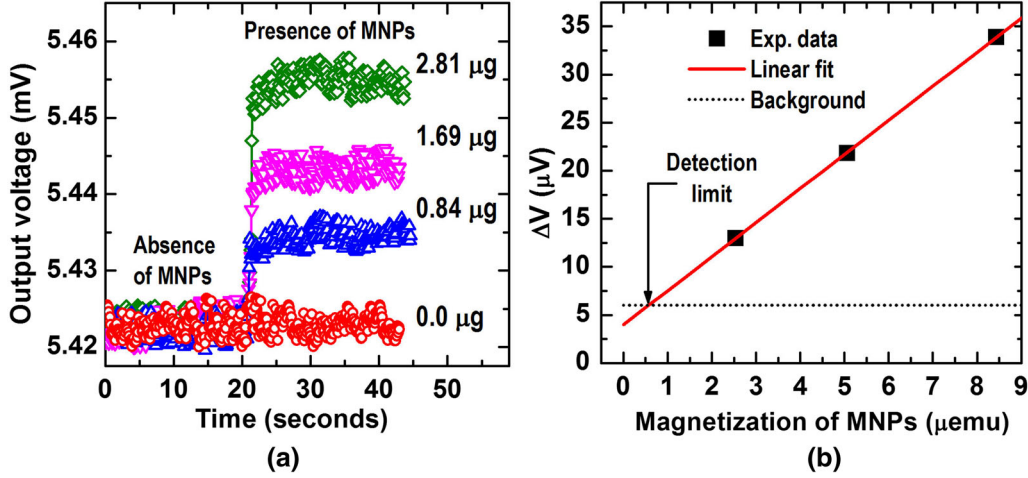 Presence of MNPs
2.81 μg
1.69 μg
0.84 μg
0.0 μg
Absence
of MNPs
5.46
5.45
5.44
5.43
5.42
Output voltage (mV)
0 10 20 30 40 50
Time (seconds)
(a)
Exp. data
Linear fit
Background
Detection
limit
35
30
25
20
15
10
5
0
ΔV (μV)
0 1 2 3 4 5 6 7 8 9
Magnetization of MNPs (μemu)
(b)